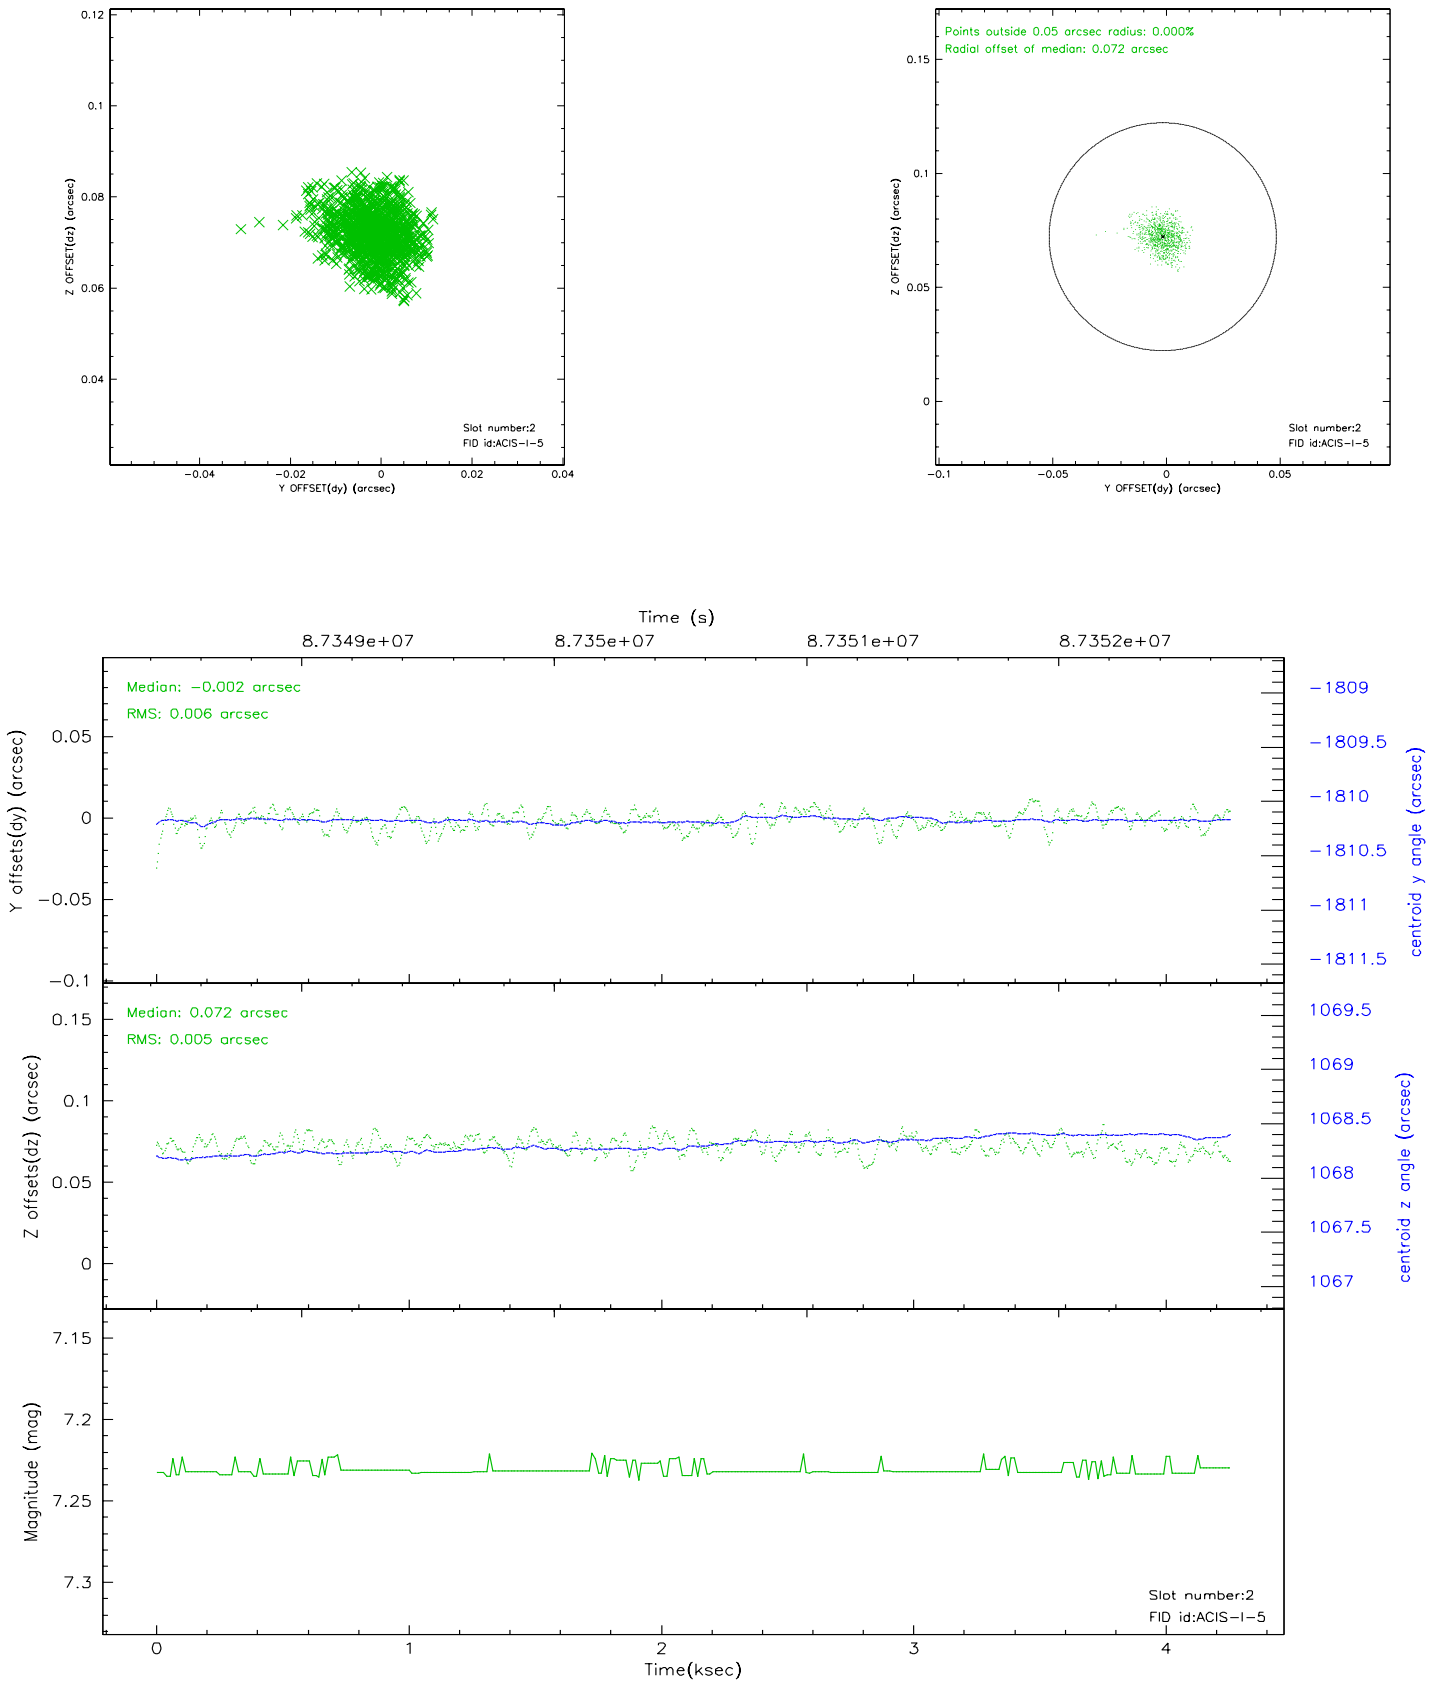 0.12
0.1
0.08
0.06
0.04
Z OFFSET(dz) (arcsec)
Slot number:2
FID id:ACIS-I-5
-0.04
-0.02
0
0.02
0.04
Y OFFSET(dy) (arcsec)
Points outside 0.05 arcsec radius: 0.000%
Radial offset of median: 0.072 arcsec
0.15
0.1
0.05
0
Z OFFSET(dz) (arcsec)
Slot number:2
FID id:ACIS-I-5
-0.1
-0.05
0
0.05
Y OFFSET(dy) (arcsec)
Time (s)
8.7349e+07
8.735e+07
8.7351e+07
8.7352e+07
Median: -0.002 arcsec
RMS: 0.006 arcsec
0.05
0
-0.05
-0.1
Y offsets(dy) (arcsec)
-1809
-1809.5
-1810
-1810.5
-1811
-1811.5
centroid y angle (arcsec)
Median: 0.072 arcsec
RMS: 0.005 arcsec
0.15
0.1
0.05
0
Z offsets(dz) (arcsec)
1069.5
1069
1068.5
1068
1067.5
1067
centroid z angle (arcsec)
7.15
7.2
7.25
7.3
Magnitude (mag)
Slot number:2
FID id:ACIS-I-5
0
1
2
3
4
Time(ksec)